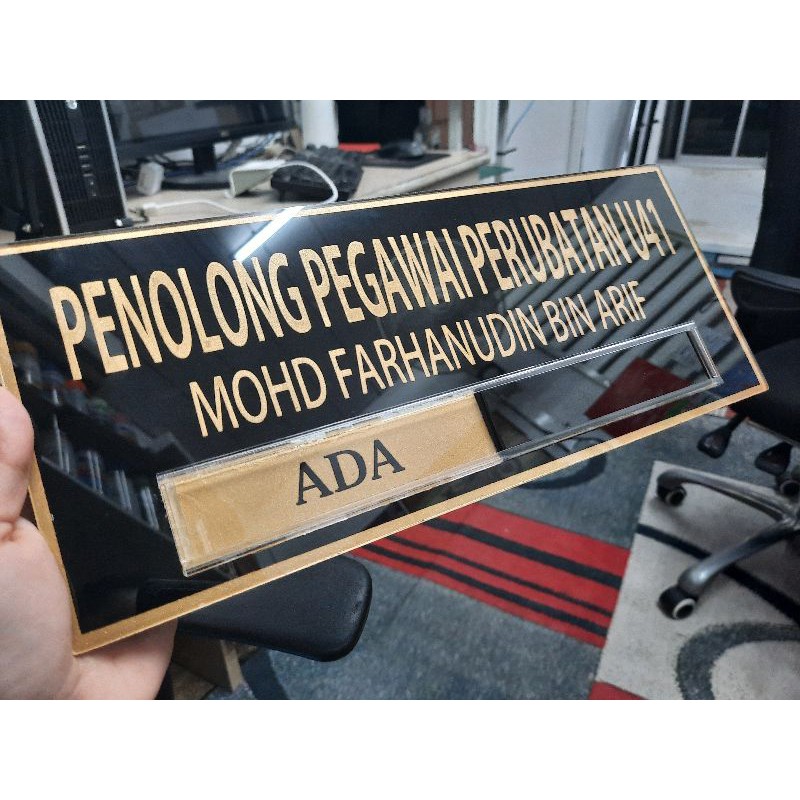 PENOLONG PEGAWAI PERUBATAN U41
MOHD FARHANUDIN BIN ARIF
ADA